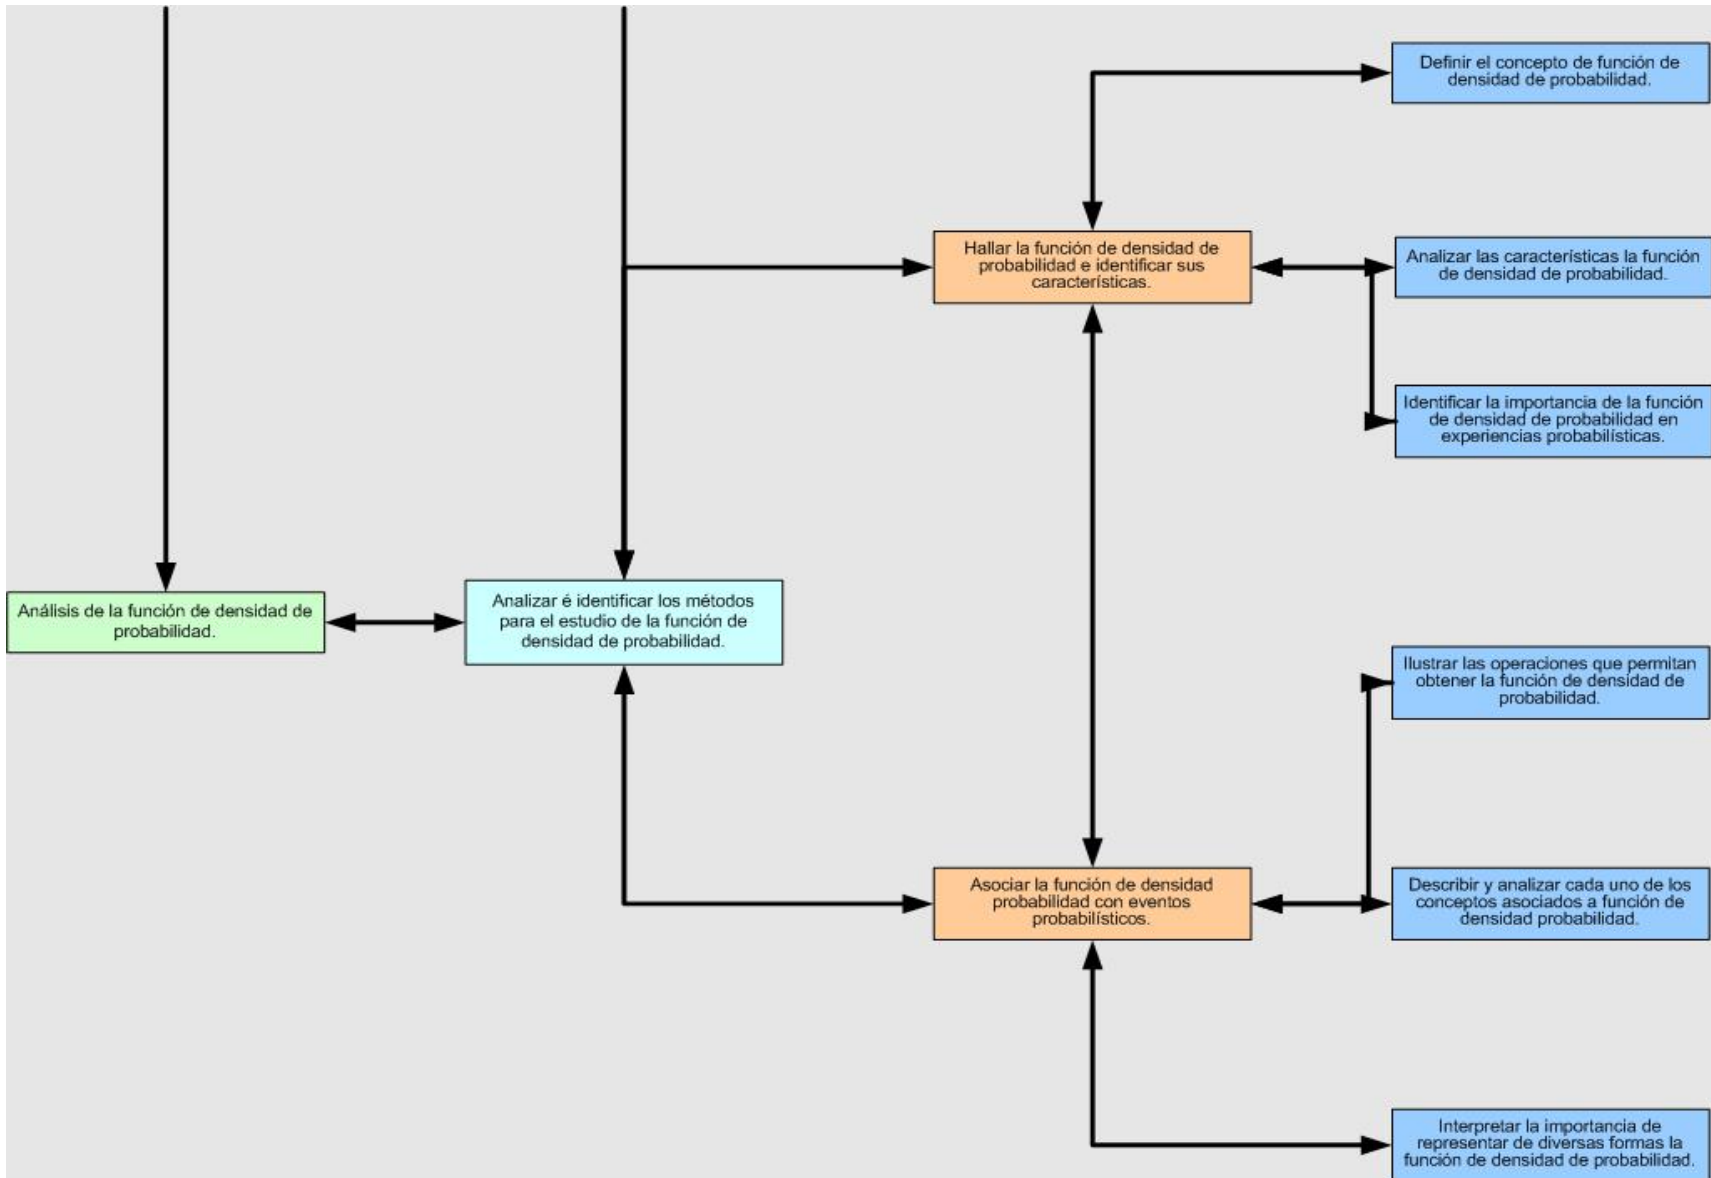 Definir el concepto de función de
densidad de probabilidad.
Hallar la función de densidad de
probabilidad e identificar sus
características.
Analizar las características la función
de densidad de probabilidad.
Identificar la importancia de la función
de densidad de probabilidad en
experiencias probabilísticas.
Análisis de la función de densidad de
probabilidad.
Analizar é identificar los métodos
para el estudio de la función de
densidad de probabilidad.
Ilustrar las operaciones que permitan
obtener la función de densidad de
probabilidad.
Asociar la función de densidad
probabilidad con eventos
probabilísticos.
Describir y analizar cada uno de los
conceptos asociados a función de
densidad probabilidad.
Interpretar la importancia de
representar de diversas formas la
función de densidad de probabilidad.